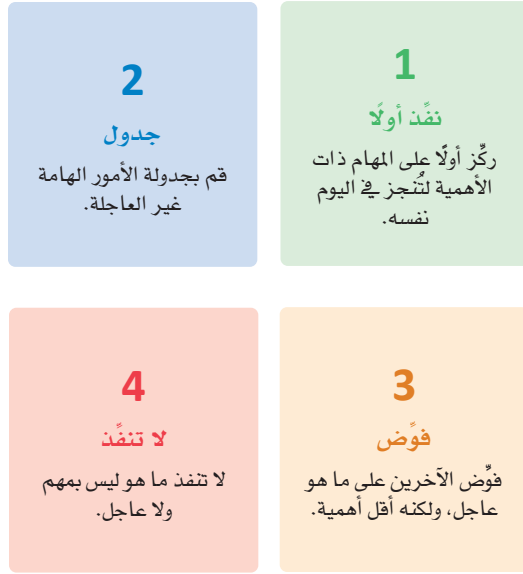 1
نفِّذ أولًا
ركِّز أولًا على المهام ذات
الأهمية لتُنجز في اليوم
نفسه.
2
جدول
قم بجدولة الأمور الهامة
غير العاجلة.
3
فوِّض
فوِّض الآخرين على ما هو
عاجل، ولكنه أقل أهمية.
4
لا تنفِّذ
لا تنفذ ما هو ليس بمهم
ولا عاجل.